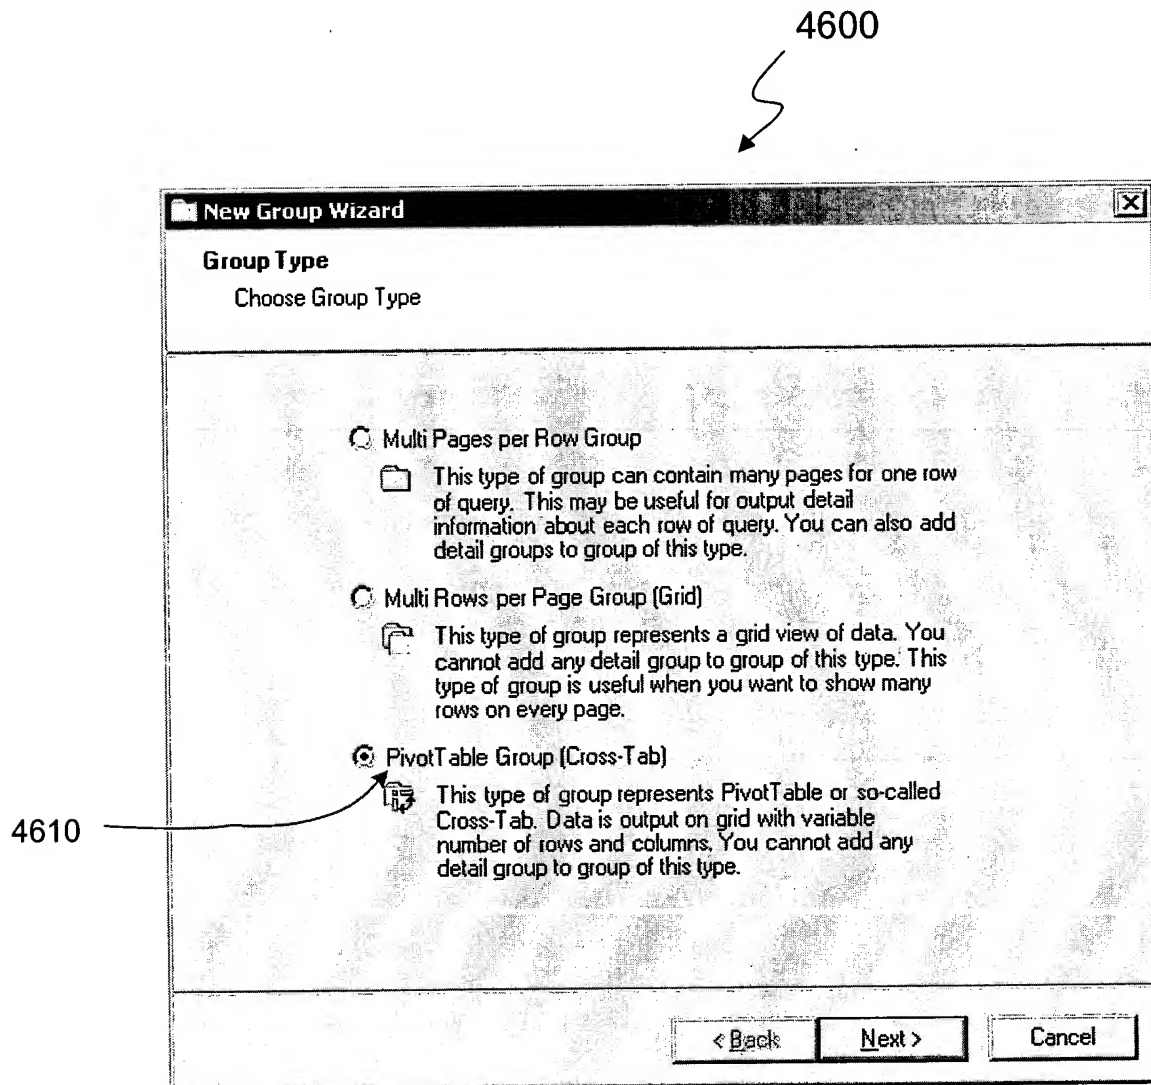 4600
New Group Wizard
Group Type
Choose Group Type
Multi Pages per Row Group
This type of group can contain many pages for one row
of query. This may be useful for output detail
information about each row of query. You can also add
detail groups to group of this type.
Multi Rows per Page Group (Grid)
This type of group represents a grid view of data. You
cannot add any detail group to group of this type. This
type of group is useful when you want to show many
rows on every page.
PivotTable Group (Cross-Tab)
This type of group represents PivotTable or so-called
Cross-Tab. Data is output on grid with variable
number of rows and columns. You cannot add any
detail group to group of this type.
4610
< Back Next > Cancel